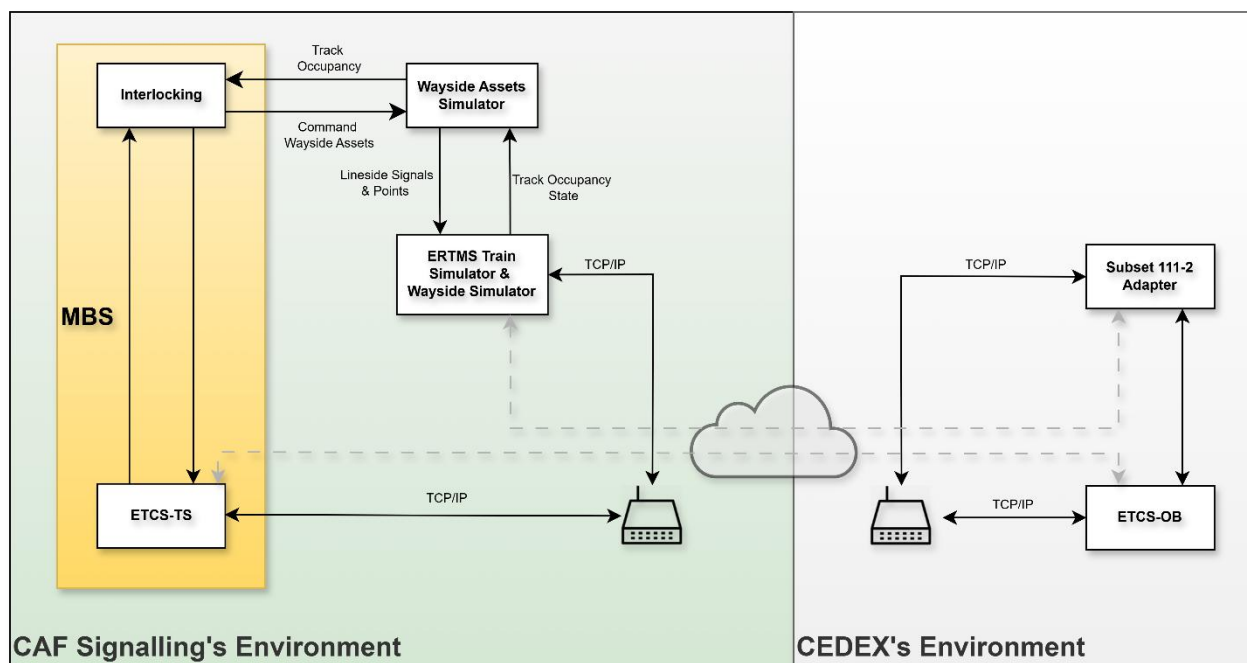 Track
Occupancy
Interlocking
Wayside Assets
Simulator
Command
Wayside Assets
Lineside Signals
& Points
Track Occupancy
State
ERTMS Train
Simulator &
Wayside Simulator
TCP/IP
TCP/IP
Subset 111-2
Adapter
MBS
ETCS-TS
TCP/IP
TCP/IP
ETCS-OB
CAF Signalling's Environment
CEDEX's Environment